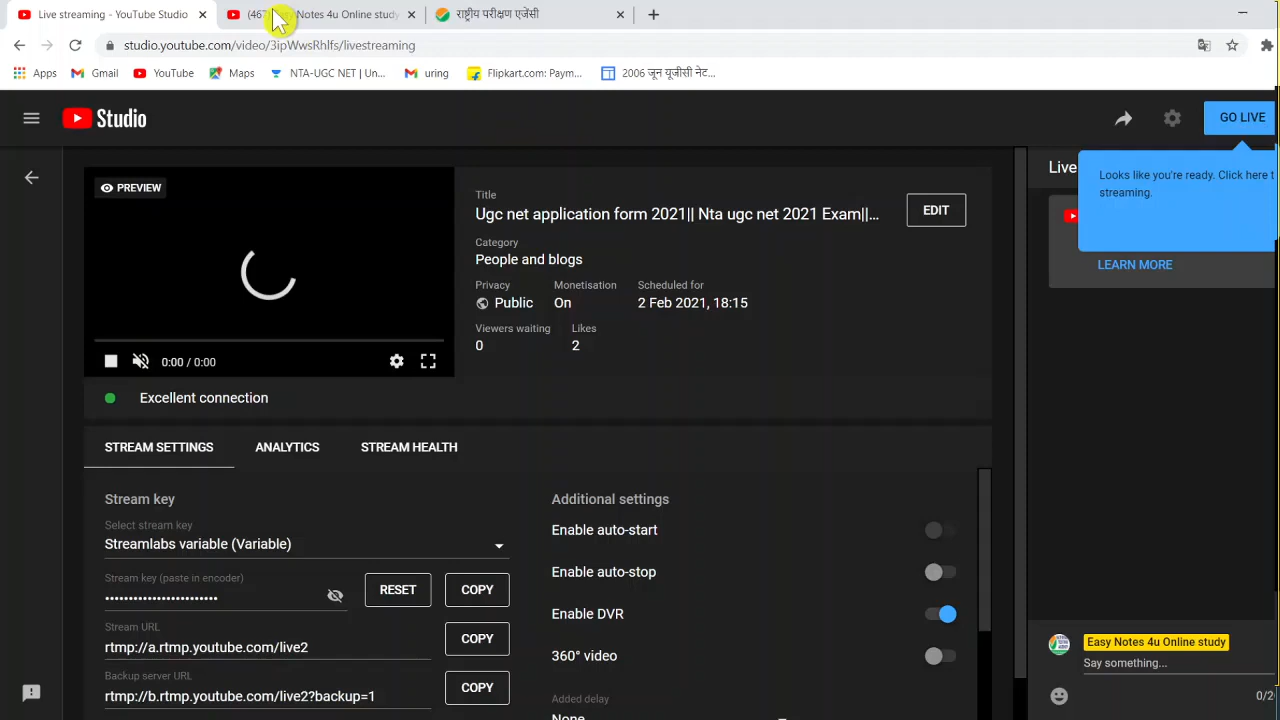 Live streaming - YouTube Studio
(467) Notes 4u Online study
राष्ट्रीय परीक्षण एजेंसी
studio.youtube.com/video/3ipWwsRhlfs/livestreaming
Apps Gmail YouTube Maps NTA-UGC NET | Un... uring Flipkart.com: Paym... 2006 जून यूजीसी नेट...
Studio
GO LIVE
PREVIEW
Title
Ugc net application form 2021|| Nta ugc net 2021 Exam||...
EDIT
Category
People and blogs
Privacy Monetisation Scheduled for
Public On 2 Feb 2021, 18:15
Viewers waiting Likes
0 2
0:00 / 0:00
Excellent connection
Live
Looks like you're ready. Click here t
streaming.
LEARN MORE
STREAM SETTINGS ANALYTICS STREAM HEALTH
Stream key
Select stream key
Streamlabs variable (Variable)
Stream key (paste in encoder)
••••••••••••••••••••••••
RESET COPY
Stream URL
rtmp://a.rtmp.youtube.com/live2
COPY
Backup server URL
rtmp://b.rtmp.youtube.com/live2?backup=1
COPY
Additional settings
Enable auto-start
Enable auto-stop
Enable DVR
360° video
Added delay
None
Easy Notes 4u Online study
Say something...
0/2